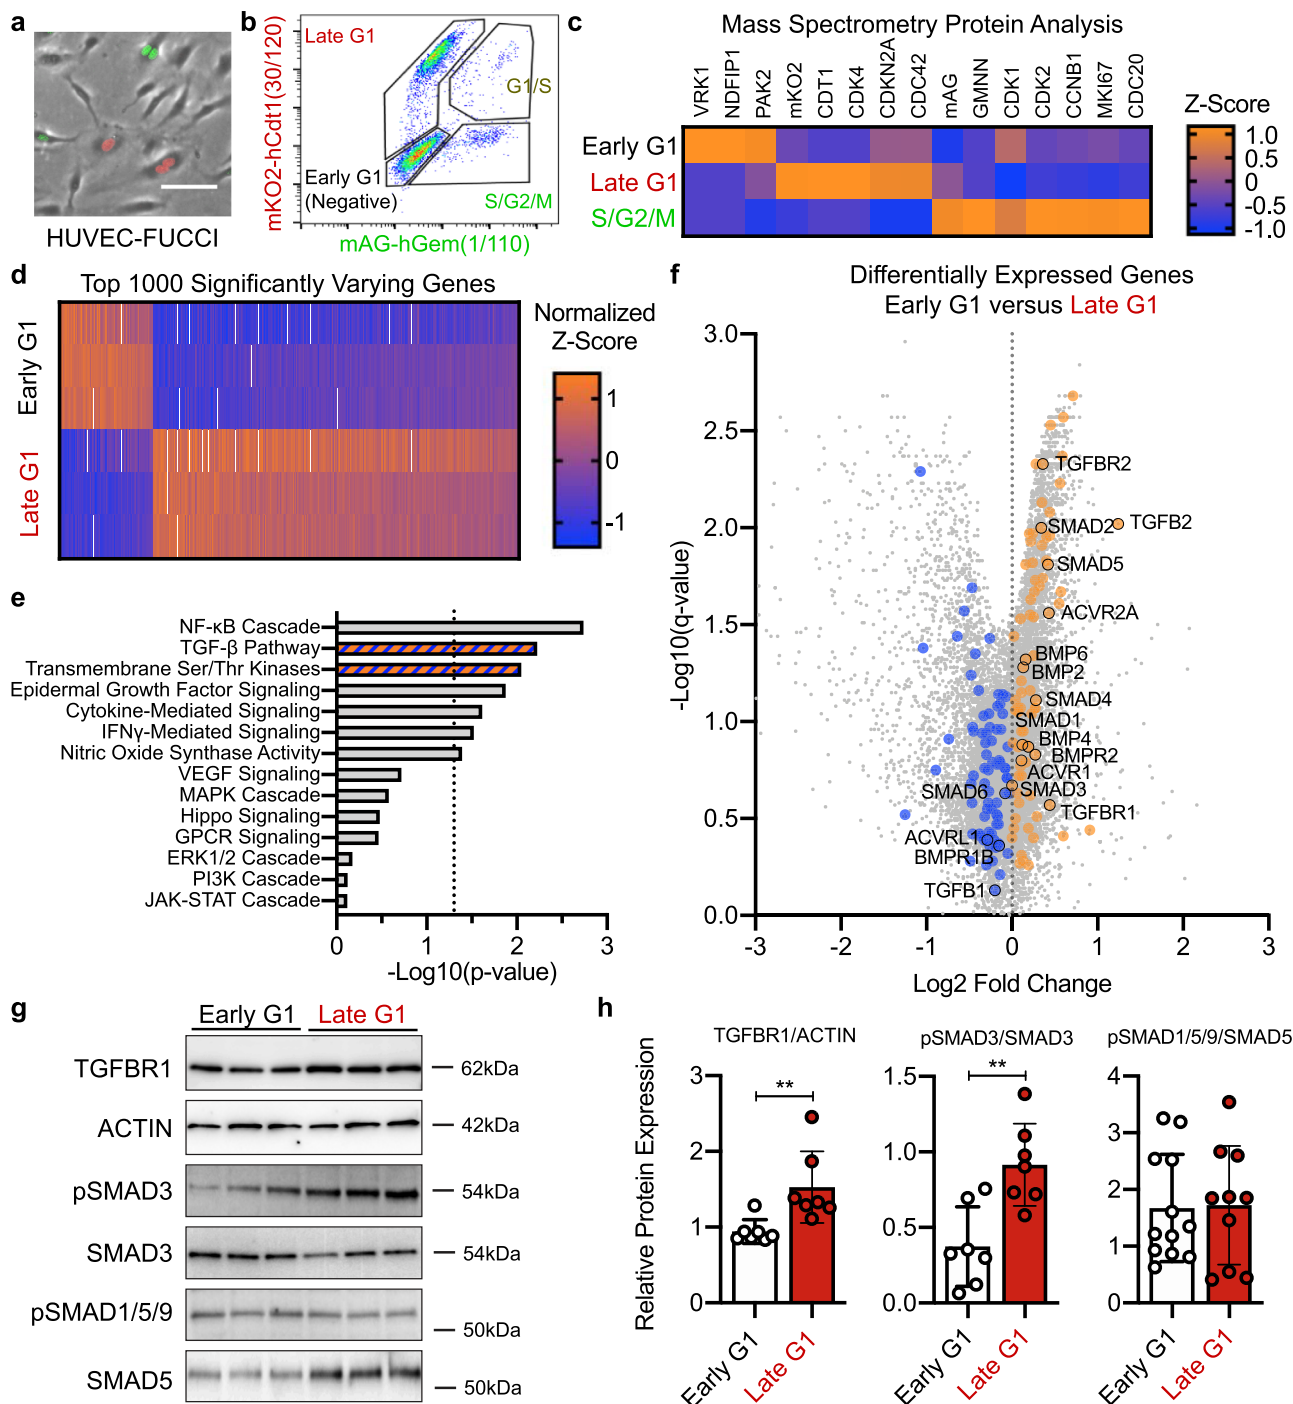 a
HUVEC-FUCCI
b
mKO2-hCdt1(30/120)
Late G1
G1/S
Early G1
(Negative)
S/G2/M
mAG-hGem(1/110)
c
Mass Spectrometry Protein Analysis
VRK1
NDFIP1
PAK2
mKO2
CDT1
CDK4
CDKN2A
CDC42
mAG
GMNN
CDK1
CDK2
CCNB1
MKI67
CDC20
Early G1
Late G1
S/G2/M
Z-Score
1.0
0.5
0
-0.5
-1.0
d
Top 1000 Significantly Varying Genes
Early G1
Late G1
Normalized
Z-Score
1
0
-1
e
NF-κB Cascade
TGF-β Pathway
Transmembrane Ser/Thr Kinases
Epidermal Growth Factor Signaling
Cytokine-Mediated Signaling
IFNγ-Mediated Signaling
Nitric Oxide Synthase Activity
VEGF Signaling
MAPK Cascade
Hippo Signaling
GPCR Signaling
ERK1/2 Cascade
PI3K Cascade
JAK-STAT Cascade
0 1 2 3
-Log10(p-value)
f
Differentially Expressed Genes
Early G1 versus Late G1
-Log10(q-value)
3.0
2.5
2.0
1.5
1.0
0.5
0.0
TGFBR2
TGFB2
SMAD2
SMAD5
ACVR2A
BMP6
BMP2
SMAD4
SMAD1
BMP4
BMPR2
ACVR1
SMAD3
SMAD6
TGFBR1
ACVRL1
BMPR1B
TGFB1
-3 -2 -1 0 1 2 3
Log2 Fold Change
g
Early G1 Late G1
TGFBR1 62kDa
ACTIN 42kDa
pSMAD3 54kDa
SMAD3 54kDa
pSMAD1/5/9 50kDa
SMAD5 50kDa
h
Relative Protein Expression
TGFBR1/ACTIN
3
2
1
0
**
Early G1
Late G1
pSMAD3/SMAD3
1.5
1.0
0.5
0.0
**
Early G1
Late G1
pSMAD1/5/9/SMAD5
4
3
2
1
0
Early G1
Late G1